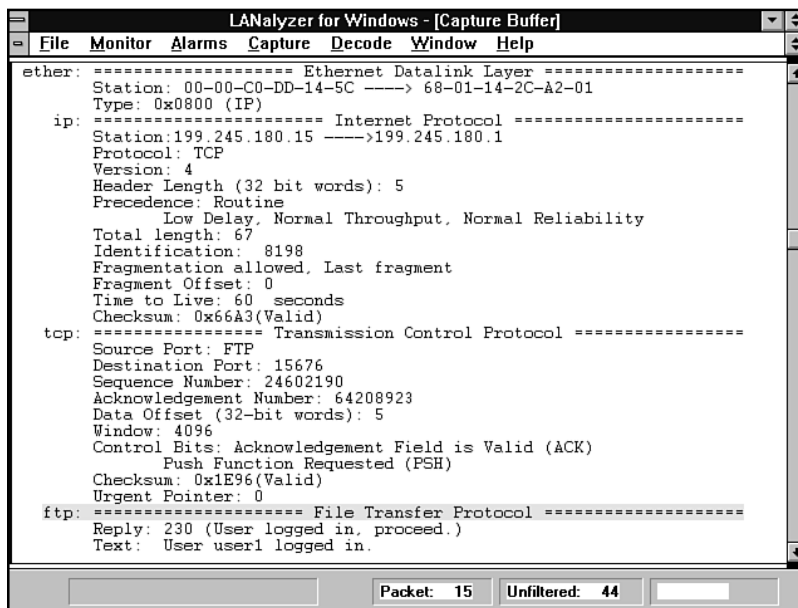 LANalyzer for Windows - [Capture Buffer]
File Monitor Alarms Capture Decode Window Help
ether: ==================== Ethernet Datalink Layer ====================
Station: 00-00-C0-DD-14-5C ----> 68-01-14-2C-A2-01
Type: 0x0800 (IP)
ip: ======================= Internet Protocol =======================
Station:199.245.180.15 ---->199.245.180.1
Protocol: TCP
Version: 4
Header Length (32 bit words): 5
Precedence: Routine
Low Delay, Normal Throughput, Normal Reliability
Total length: 67
Identification: 8198
Fragmentation allowed, Last fragment
Fragment Offset: 0
Time to Live: 60 seconds
Checksum: 0x66A3(Valid)
tcp: ================= Transmission Control Protocol =================
Source Port: FTP
Destination Port: 15676
Sequence Number: 24602190
Acknowledgement Number: 64208923
Data Offset (32-bit words): 5
Window: 4096
Control Bits: Acknowledgement Field is Valid (ACK)
Push Function Requested (PSH)
Checksum: 0x1E96(Valid)
Urgent Pointer: 0
ftp: ===================== File Transfer Protocol ====================
Reply: 230 (User logged in, proceed.)
Text: User user1 logged in.
Packet: 15 Unfiltered: 44